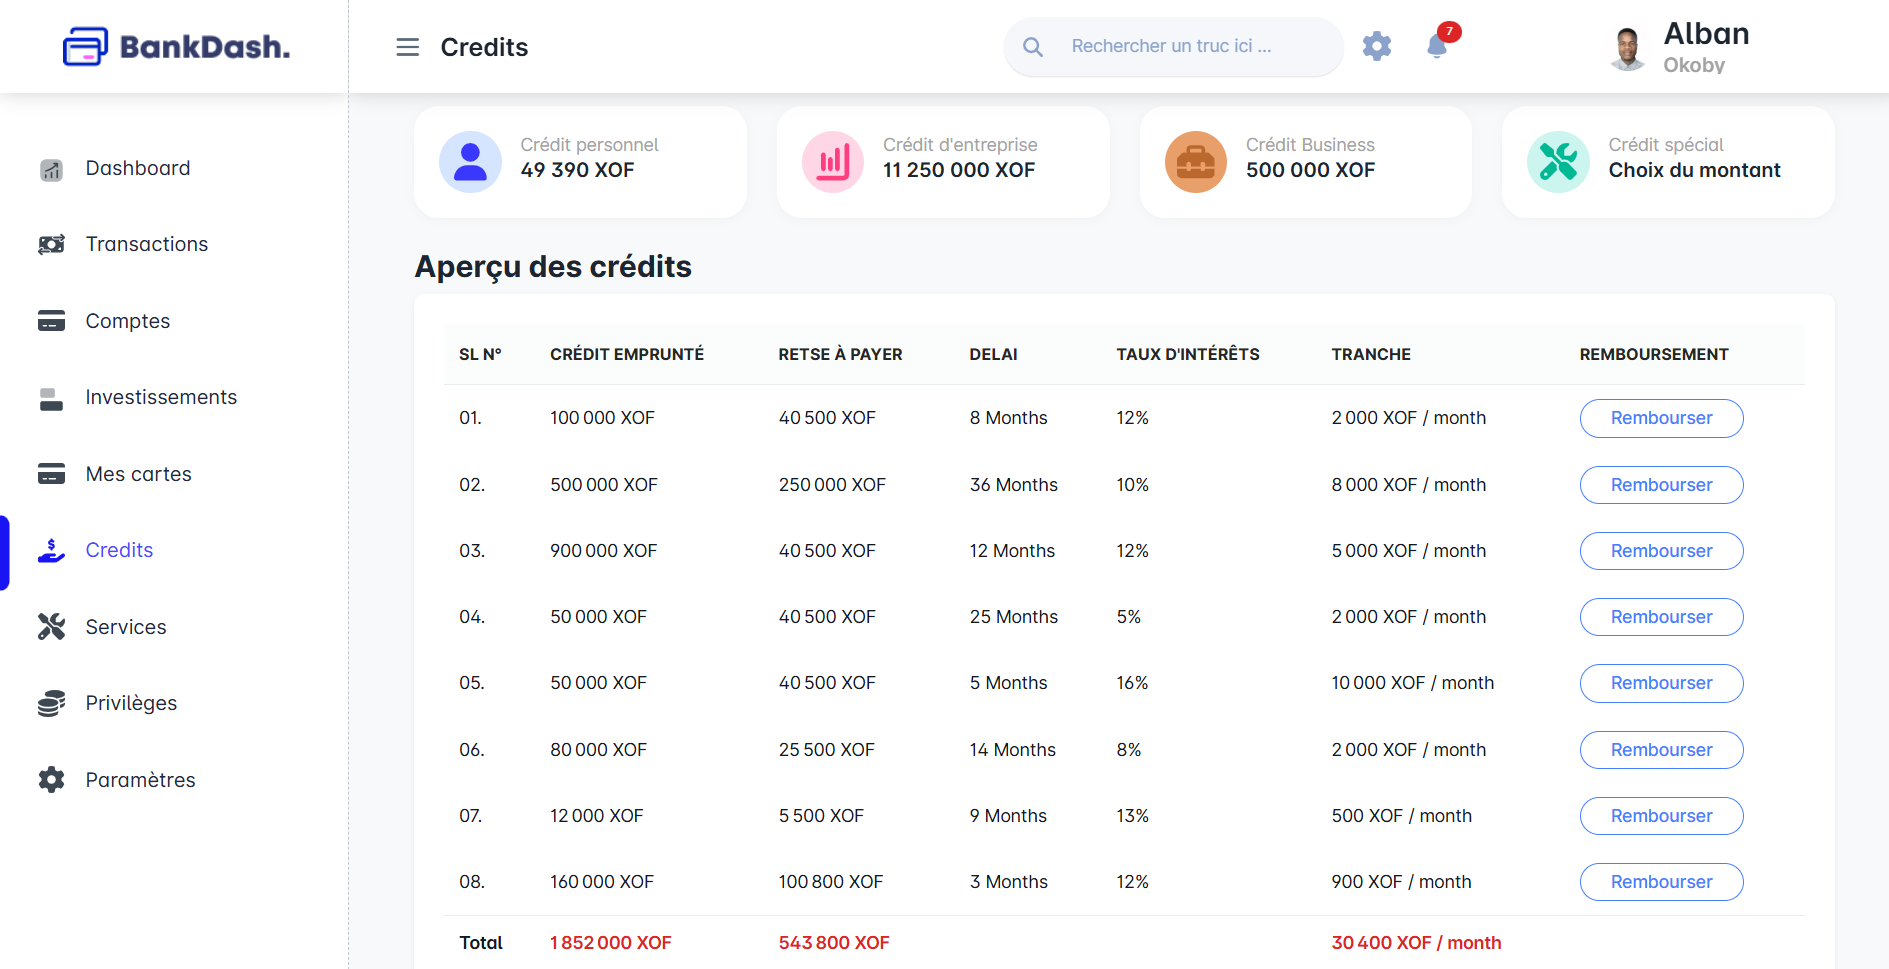 BankDash.
Credits
Rechercher un truc ici ...
7
Alban
Okoby
Dashboard
Transactions
Comptes
Investissements
Mes cartes
Credits
Services
Privilèges
Paramètres
Crédit personnel
49 390 XOF
Crédit d'entreprise
11 250 000 XOF
Crédit Business
500 000 XOF
Crédit spécial
Choix du montant
Aperçu des crédits
SL N° CRÉDIT EMPRUNTÉ RETSE À PAYER DELAI TAUX D'INTÉRÊTS TRANCHE REMBOURSEMENT
01. 100 000 XOF 40 500 XOF 8 Months 12% 2 000 XOF / month Rembourser
02. 500 000 XOF 250 000 XOF 36 Months 10% 8 000 XOF / month Rembourser
03. 900 000 XOF 40 500 XOF 12 Months 12% 5 000 XOF / month Rembourser
04. 50 000 XOF 40 500 XOF 25 Months 5% 2 000 XOF / month Rembourser
05. 50 000 XOF 40 500 XOF 5 Months 16% 10 000 XOF / month Rembourser
06. 80 000 XOF 25 500 XOF 14 Months 8% 2 000 XOF / month Rembourser
07. 12 000 XOF 5 500 XOF 9 Months 13% 500 XOF / month Rembourser
08. 160 000 XOF 100 800 XOF 3 Months 12% 900 XOF / month Rembourser
Total 1 852 000 XOF 543 800 XOF 30 400 XOF / month